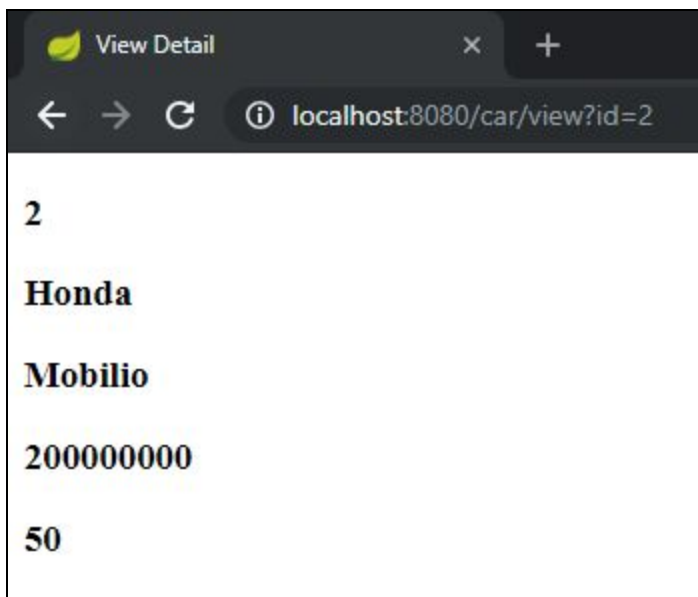 View Detail
localhost:8080/car/view?id=2
2
Honda
Mobilio
200000000
50